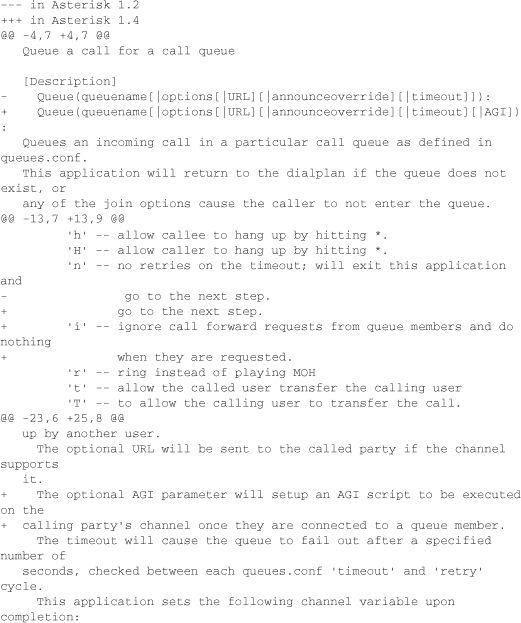 --- in Asterisk 1.2
+++ in Asterisk 1.4
@@ -4,7 +4,7 @@
   Queue a call for a call queue

   [Description]
-    Queue(queuename[|options[|URL][|announceoverride][|timeout]]):
+    Queue(queuename[|options[|URL][|announceoverride][|timeout][|AGI])
:
   Queues an incoming call in a particular call queue as defined in
queues.conf.
   This application will return to the dialplan if the queue does not
exist, or
   any of the join options cause the caller to not enter the queue.
@@ -13,7 +13,9 @@
         'h' -- allow callee to hang up by hitting *.
         'H' -- allow caller to hang up by hitting *.
         'n' -- no retries on the timeout; will exit this application
and
-                go to the next step.
+               go to the next step.
+        'i' -- ignore call forward requests from queue members and do
nothing
+               when they are requested.
         'r' -- ring instead of playing MOH
         't' -- allow the called user transfer the calling user
         'T' -- to allow the calling user to transfer the call.
@@ -23,6 +25,8 @@
   up by another user.
     The optional URL will be sent to the called party if the channel
supports
   it.
+    The optional AGI parameter will setup an AGI script to be executed
on the
+  calling party's channel once they are connected to a queue member.
     The timeout will cause the queue to fail out after a specified
number of
   seconds, checked between each queues.conf 'timeout' and 'retry'
cycle.
     This application sets the following channel variable upon
completion: